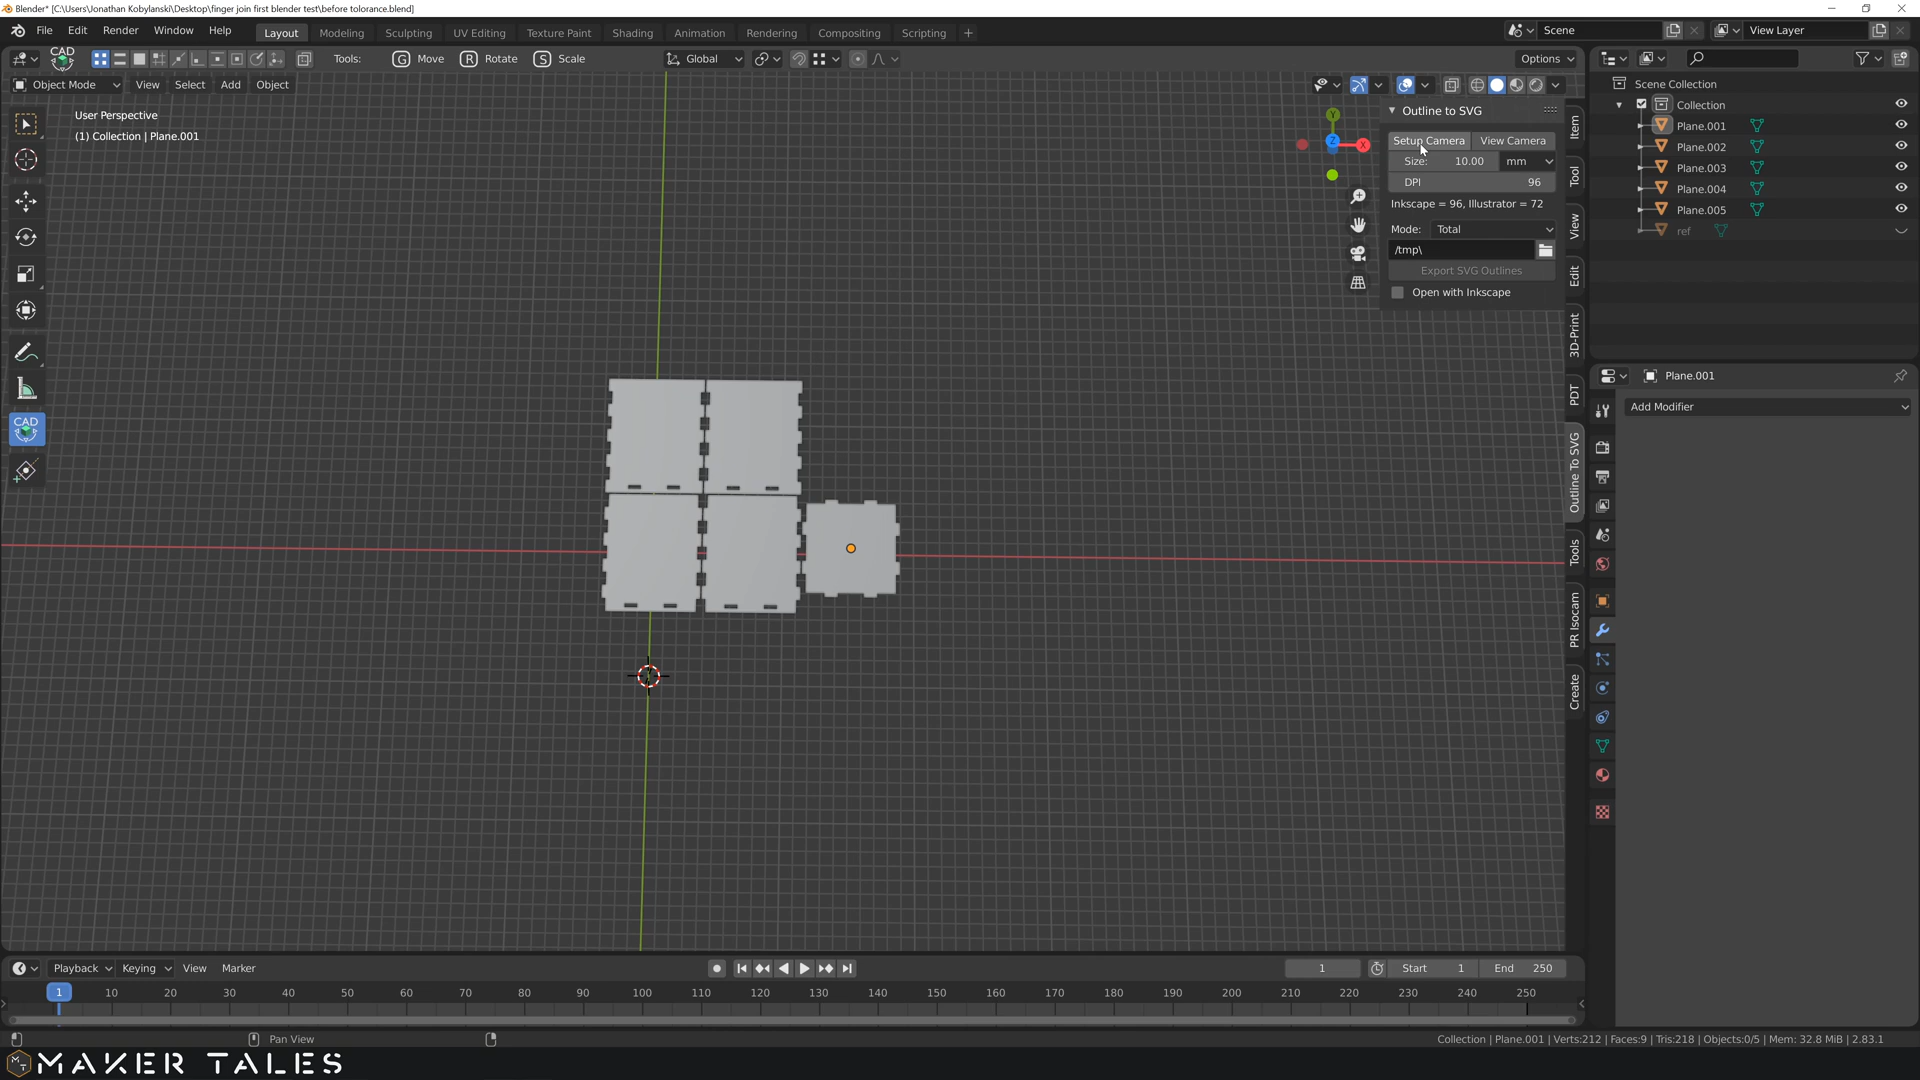 Blender* [C:\Users\Jonathan Kobylanski\Desktop\finger join first blender test\before tolorance.blend]
File Edit Render Window Help
Layout Modeling Sculpting UV Editing Texture Paint Shading Animation Rendering Compositing Scripting +
Scene
View Layer
CAD
Tools: G Move R Rotate S Scale
Global
Options
Object Mode View Select Add Object
User Perspective
(1) Collection | Plane.001
Y
Z
X
Outline to SVG
Setup Camera View Camera
Size: 10.00 mm
DPI 96
Inkscape = 96, Illustrator = 72
Mode: Total
/tmp\
Export SVG Outlines
Open with Inkscape
Item
Tool
View
Edit
3D-Print
PDT
Outline To SVG
Tools
PR Isocam
Create
CAD
Scene Collection
Collection
Plane.001
Plane.002
Plane.003
Plane.004
Plane.005
ref
Plane.001
Add Modifier
Playback Keying View Marker
1 Start 1 End 250
1 10 20 30 40 50 60 70 80 90 100 110 120 130 140 150 160 170 180 190 200 210 220 230 240 250
Pan View
Collection | Plane.001 | Verts:212 | Faces:9 | Tris:218 | Objects:0/5 | Mem: 32.8 MiB | 2.83.1
MAKER TALES